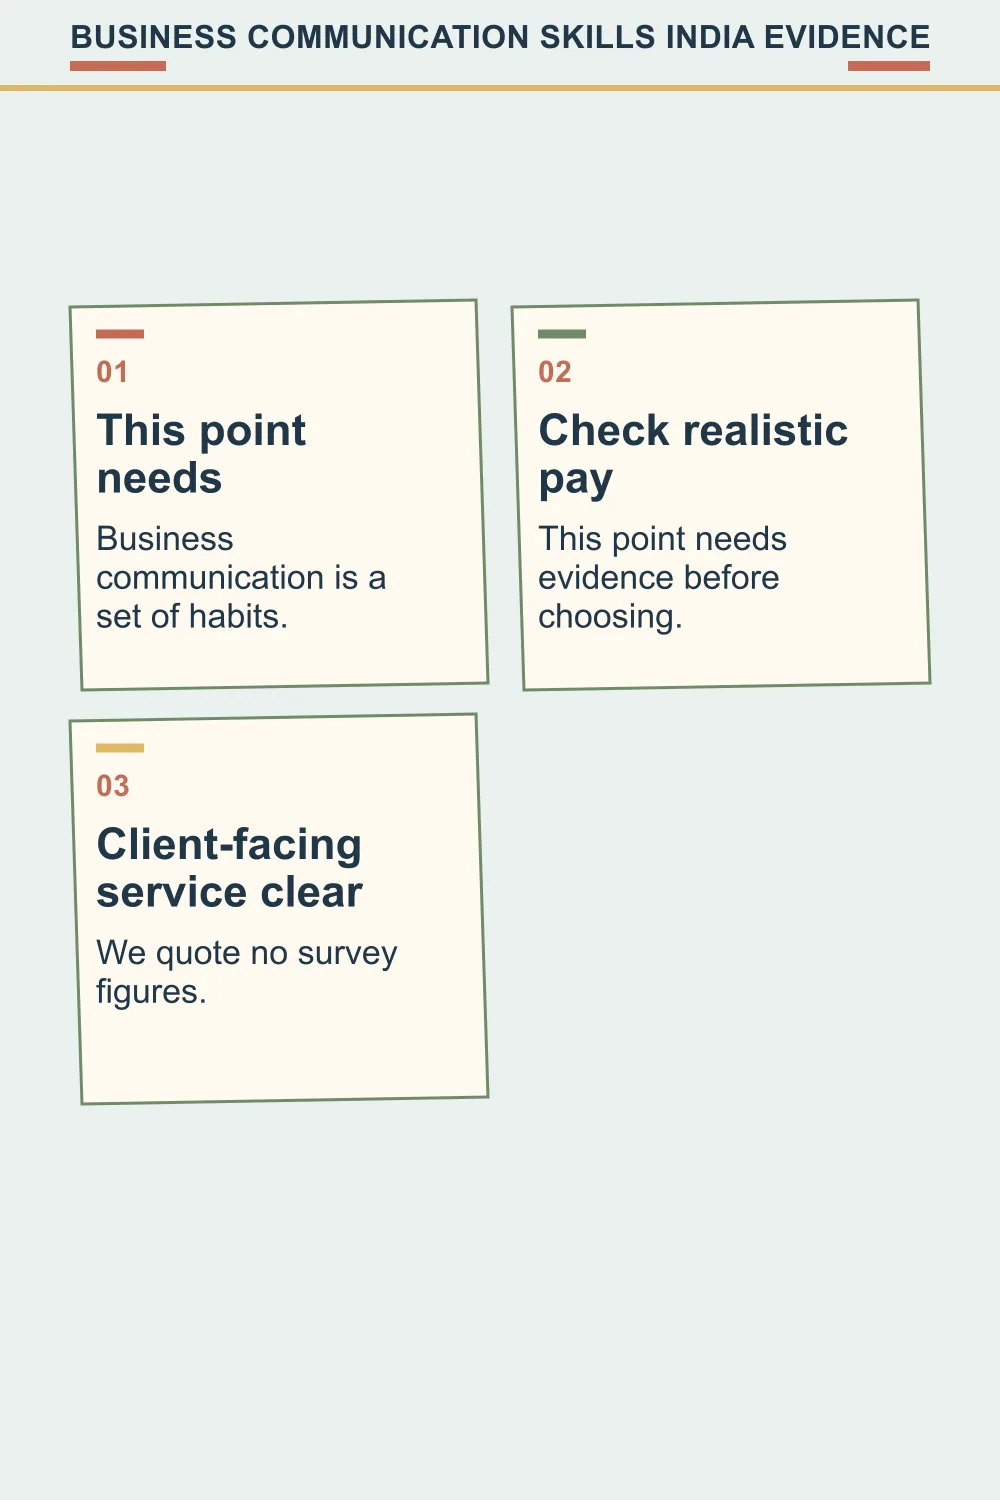 BUSINESS COMMUNICATION SKILLS INDIA EVIDENCE
01
This point
needs
Business
communication is a
set of habits.
02
Check realistic
pay
This point needs
evidence before
choosing.
03
Client-facing
service clear
We quote no survey
figures.